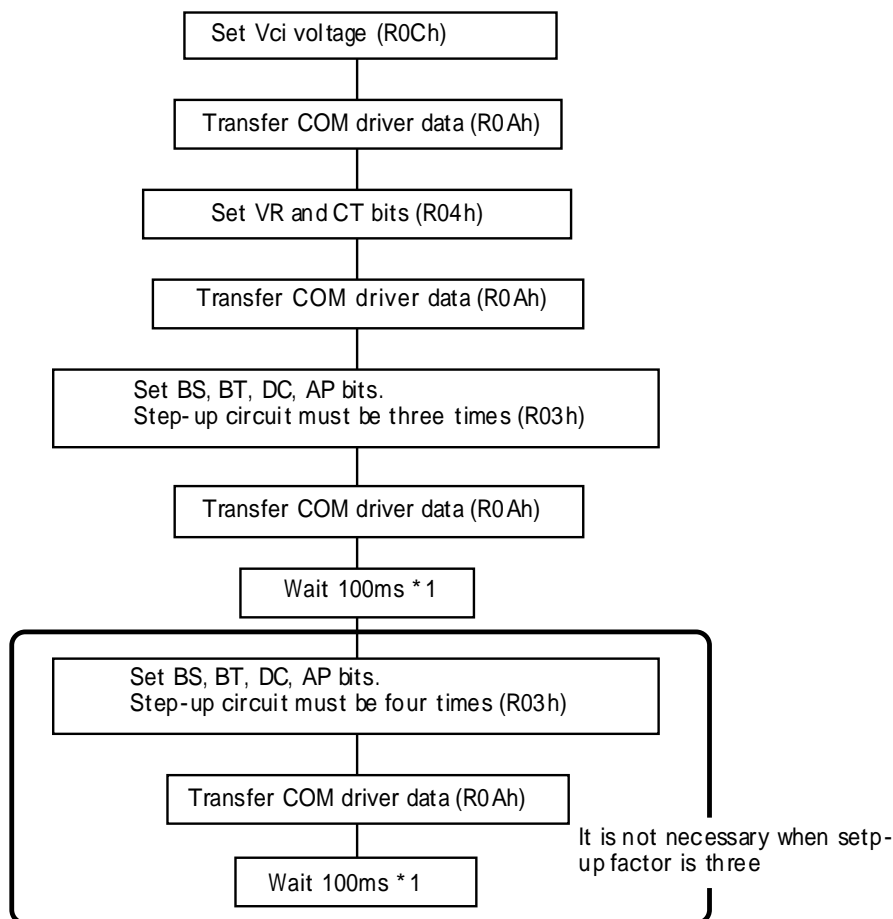 Set Vci voltage (R0Ch)
Transfer COM driver data (R0Ah)
Set VR and CT bits (R04h)
Transfer COM driver data (R0Ah)
Set BS, BT, DC, AP bits.
Step-up circuit must be three times (R03h)
Transfer COM driver data (R0Ah)
Wait 100ms *1
Set BS, BT, DC, AP bits.
Step-up circuit must be four times (R03h)
Transfer COM driver data (R0Ah)
It is not necessary when setp-
up factor is three
Wait 100ms *1